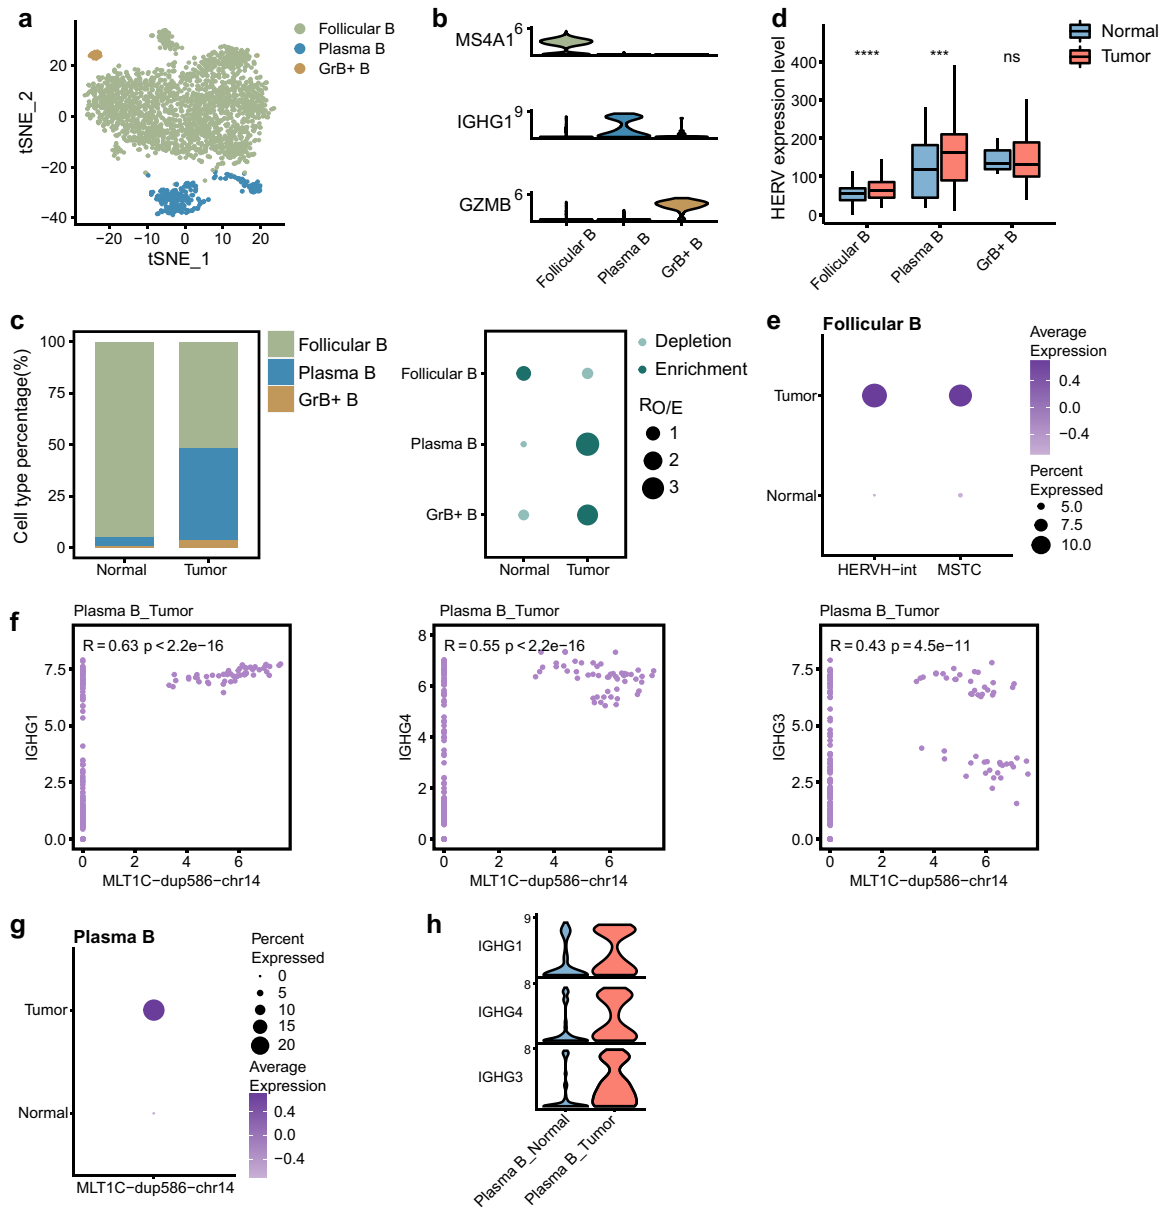 a
20
0
−20
−40
tSNE_2
−20 −10 0 10 20
tSNE_1
Follicular B
Plasma B
GrB+ B
b
MS4A1 6
IGHG1 9
GZMB 6
Follicular B
Plasma B
GrB+ B
d
HERV expression level
400
300
200
100
0
**** *** ns
Follicular B
Plasma B
GrB+ B
Normal
Tumor
c
Cell type percentage(%)
100
75
50
25
0
Normal Tumor
Follicular B
Plasma B
GrB+ B
Follicular B
Plasma B
GrB+ B
Normal Tumor
Depletion
Enrichment
RO/E
1
2
3
e
Follicular B
Tumor
Normal
HERVH−int MSTC
Average
Expression
0.4
0.0
−0.4
Percent
Expressed
5.0
7.5
10.0
f
Plasma B_Tumor
R = 0.63 p < 2.2e−16
IGHG1
7.5
5.0
2.5
0.0
0 2 4 6
MLT1C−dup586−chr14
Plasma B_Tumor
R = 0.55 p < 2.2e−16
IGHG4
8
6
4
2
0
0 2 4 6
MLT1C−dup586−chr14
Plasma B_Tumor
R = 0.43 p = 4.5e−11
IGHG3
7.5
5.0
2.5
0.0
0 2 4 6
MLT1C−dup586−chr14
g
Plasma B
Tumor
Normal
MLT1C−dup586−chr14
Percent
Expressed
0
5
10
15
20
Average
Expression
0.4
0.0
−0.4
h
IGHG1 9
IGHG4 8
IGHG3 8
Plasma B_Normal
Plasma B_Tumor